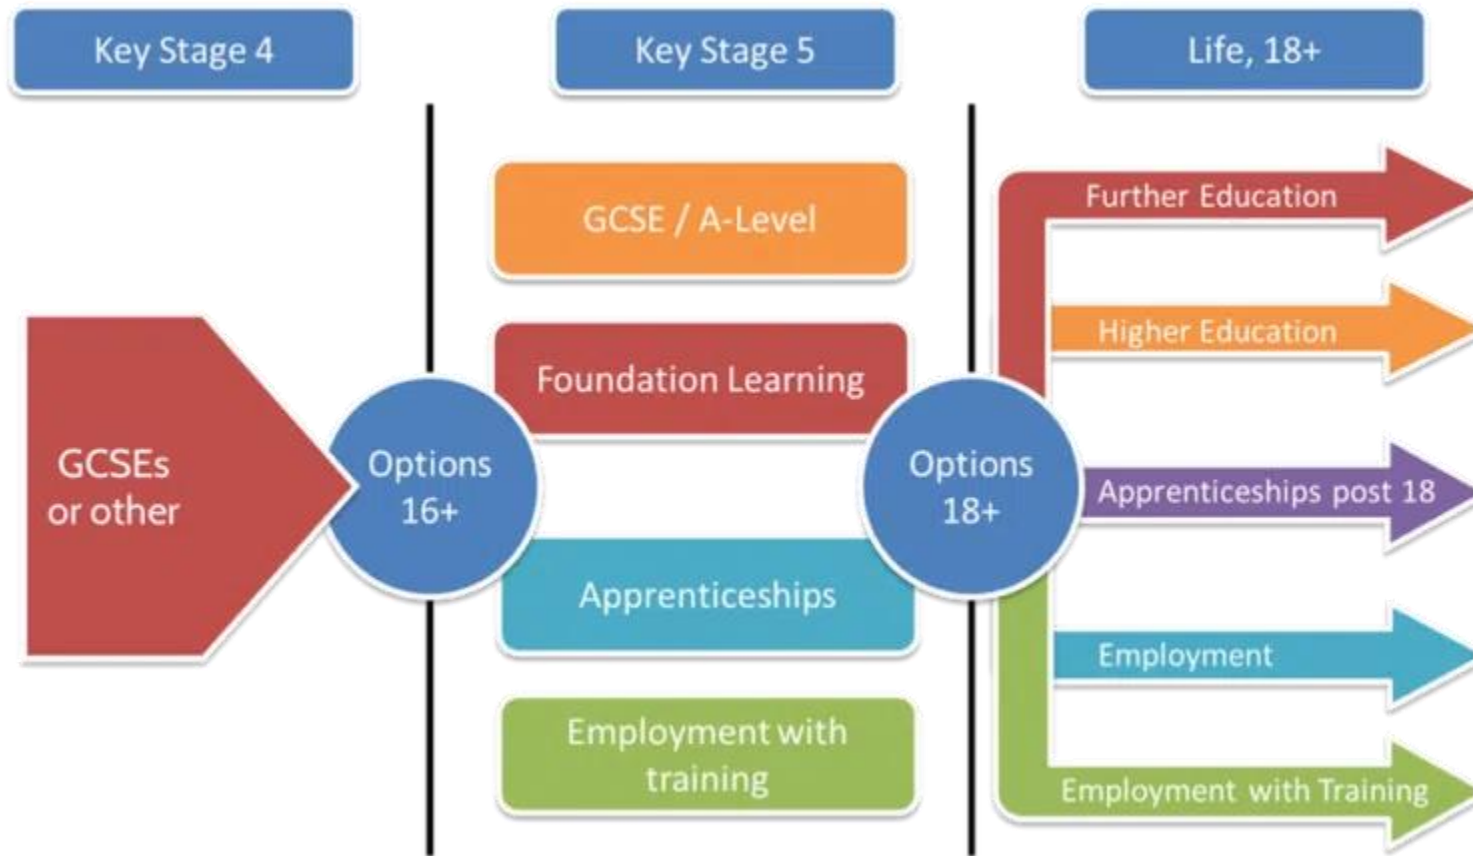 Key Stage 4
Key Stage 5
Life, 18+
GCSEs
or other
Options
16+
GCSE / A-Level
Foundation Learning
Apprenticeships
Employment with
training
Options
18+
Further Education
Higher Education
Apprenticeships post 18
Employment
Employment with Training